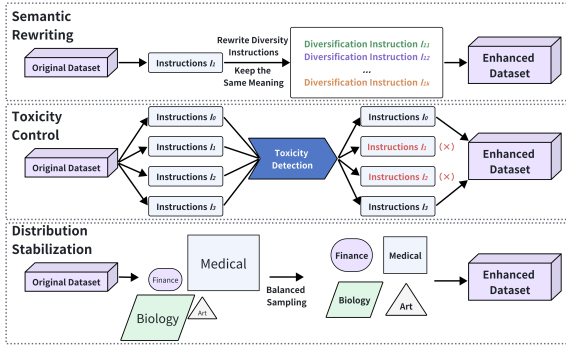 Semantic
Rewriting
Original Dataset
Instructions I₁
Rewrite Diversity
Instructions
Keep the
Same Meaning
Diversification Instruction I₁₁
Diversification Instruction I₁₂
...
Diversification Instruction I₁ₖ
Enhanced
Dataset
Toxicity
Control
Original Dataset
Instructions I₀
Instructions I₁
Instructions I₂
Instructions I₃
Toxicity
Detection
Instructions I₀
Instructions I₁ (×)
Instructions I₂ (×)
Instructions I₃
Enhanced
Dataset
Distribution
Stabilization
Original Dataset
Finance
Medical
Biology
Art
Balanced
Sampling
Finance
Medical
Biology
Art
Enhanced
Dataset